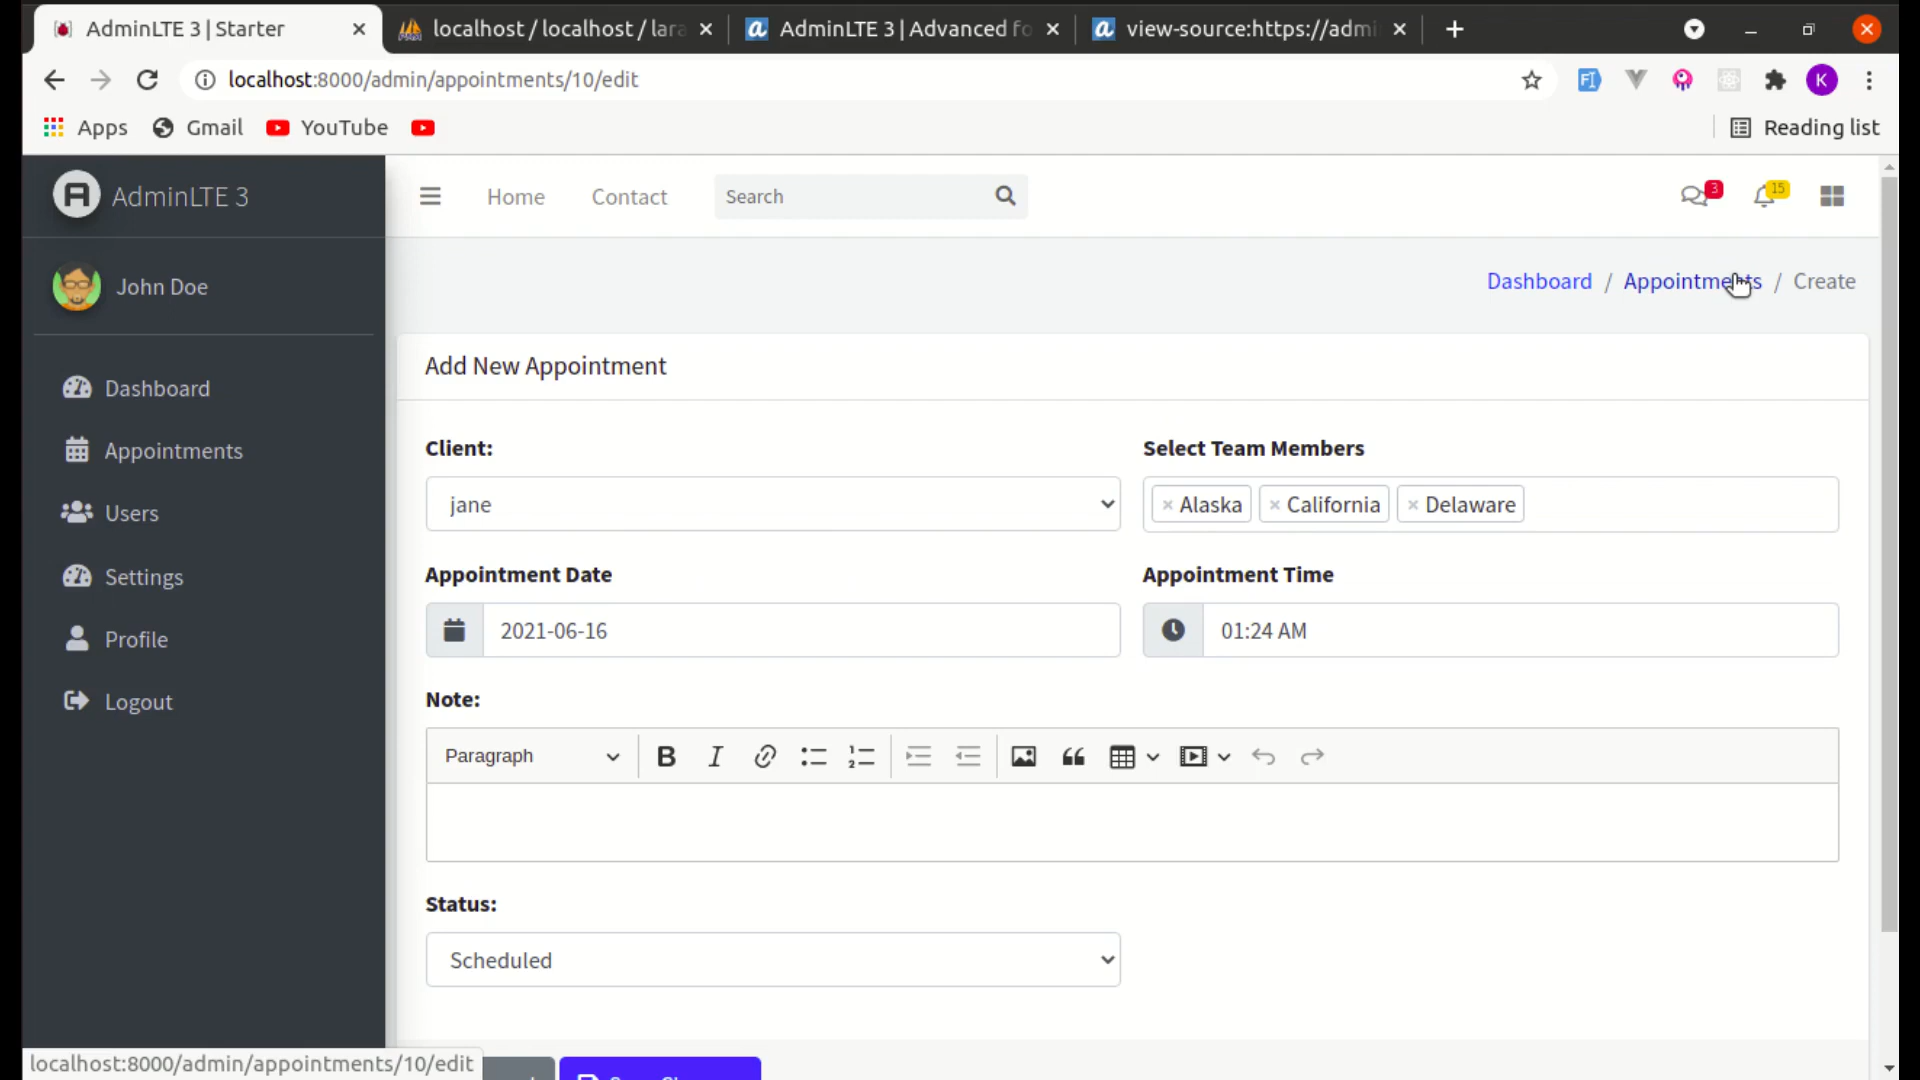 AdminLTE 3 | Starter
localhost / localhost / lara
AdminLTE 3 | Advanced fo
view-source:https://admi
localhost:8000/admin/appointments/10/edit
K
Apps
Gmail
YouTube
Reading list
AdminLTE 3
Home
Contact
Search
3
15
John Doe
Dashboard / Appointments / Create
Dashboard
Appointments
Users
Settings
Profile
Logout
Add New Appointment
Client:
Select Team Members
jane
× Alaska
× California
× Delaware
Appointment Date
Appointment Time
2021-06-16
01:24 AM
Note:
Paragraph
Status:
Scheduled
localhost:8000/admin/appointments/10/edit